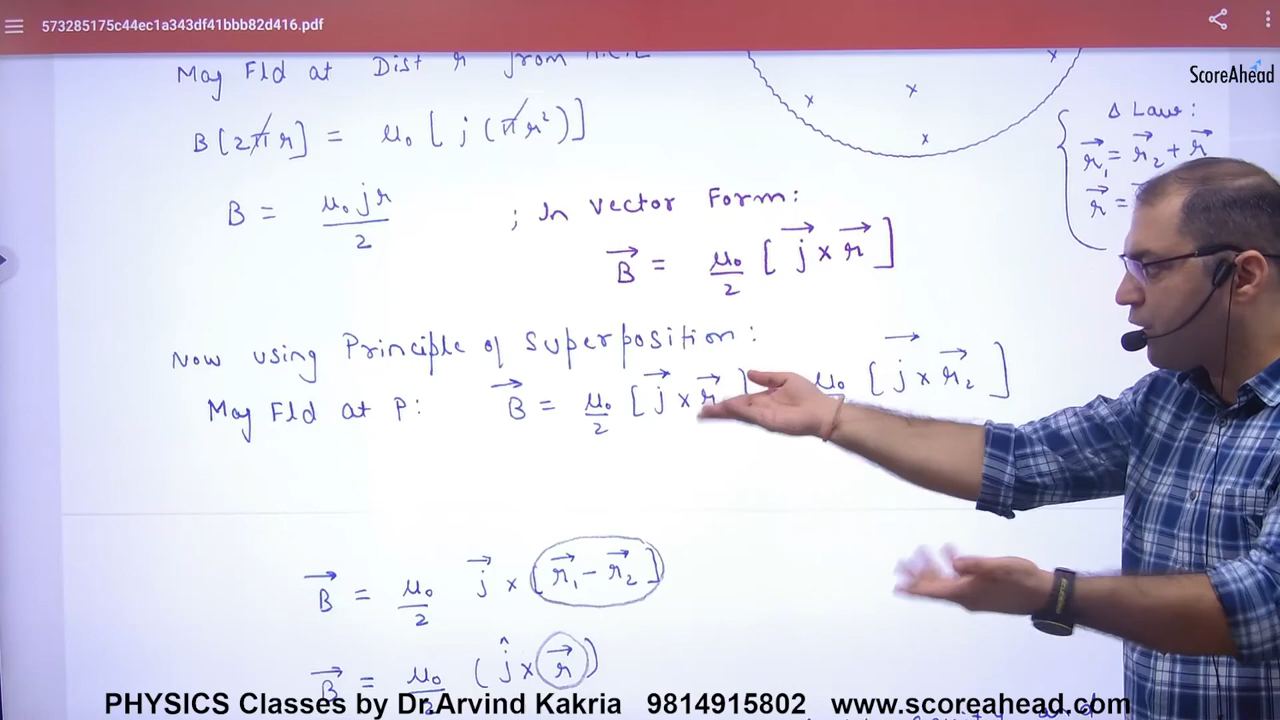 573285175c44ec1a343df41bbb82d416.pdf
ScoreAhead
Mag Fld at Dist r from
B[2πr] = μ₀ [ j (πr²)]
B = μ₀ j r / 2 ; In Vector Form:
B⃗ = μ₀/2 [ j⃗ × r⃗ ]
Δ Law:
r⃗₁ = r⃗₂ + r⃗
r⃗ =
Now using Principle of Superposition:
Mag Fld at P: B⃗ = μ₀/2 [ j⃗ × r⃗ ] μ₀ [ j⃗ × r⃗₂ ]
B⃗ = μ₀/2 j⃗ × [ r⃗₁ - r⃗₂ ]
B⃗ = μ₀/2 ( ĵ × r⃗ )
PHYSICS Classes by Dr.Arvind Kakria 9814915802 www.scoreahead.com